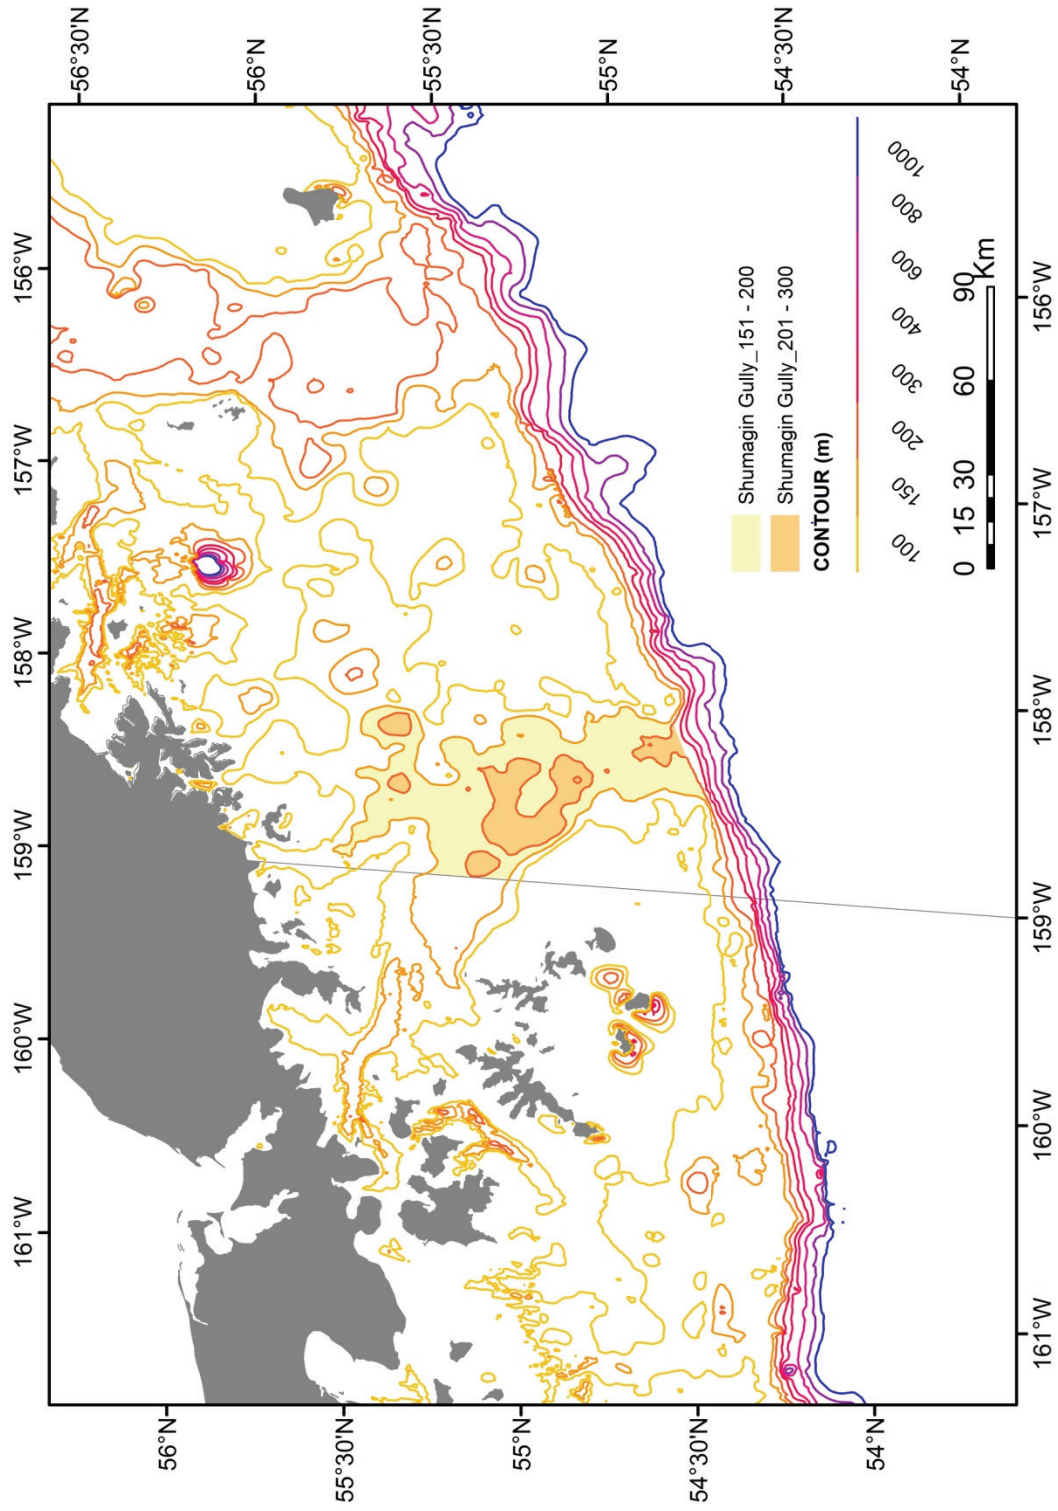 161°W
160°W
159°W
158°W
157°W
156°W
56°30'N
56°N
55°30'N
55°N
54°30'N
54°N
56°N
55°30'N
55°N
54°30'N
54°N
161°W
160°W
159°W
158°W
157°W
156°W
Shumagin Gully_151 - 200
Shumagin Gully_201 - 300
CONTOUR (m)
100 150 200 300 400 600 800 1000
0 15 30 60 90
Km